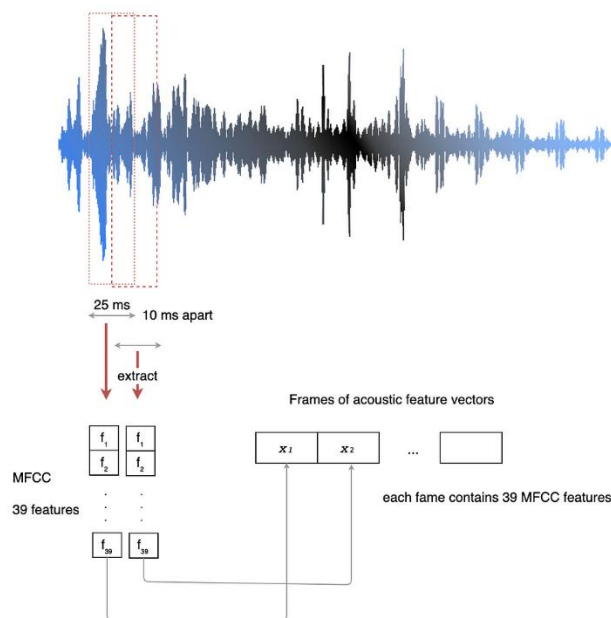 25 ms
10 ms apart
extract
Frames of acoustic feature vectors
f₁ f₁
x₁ x₂ ...
f₂ f₂
MFCC
each fame contains 39 MFCC features
39 features
f₃₉ f₃₉